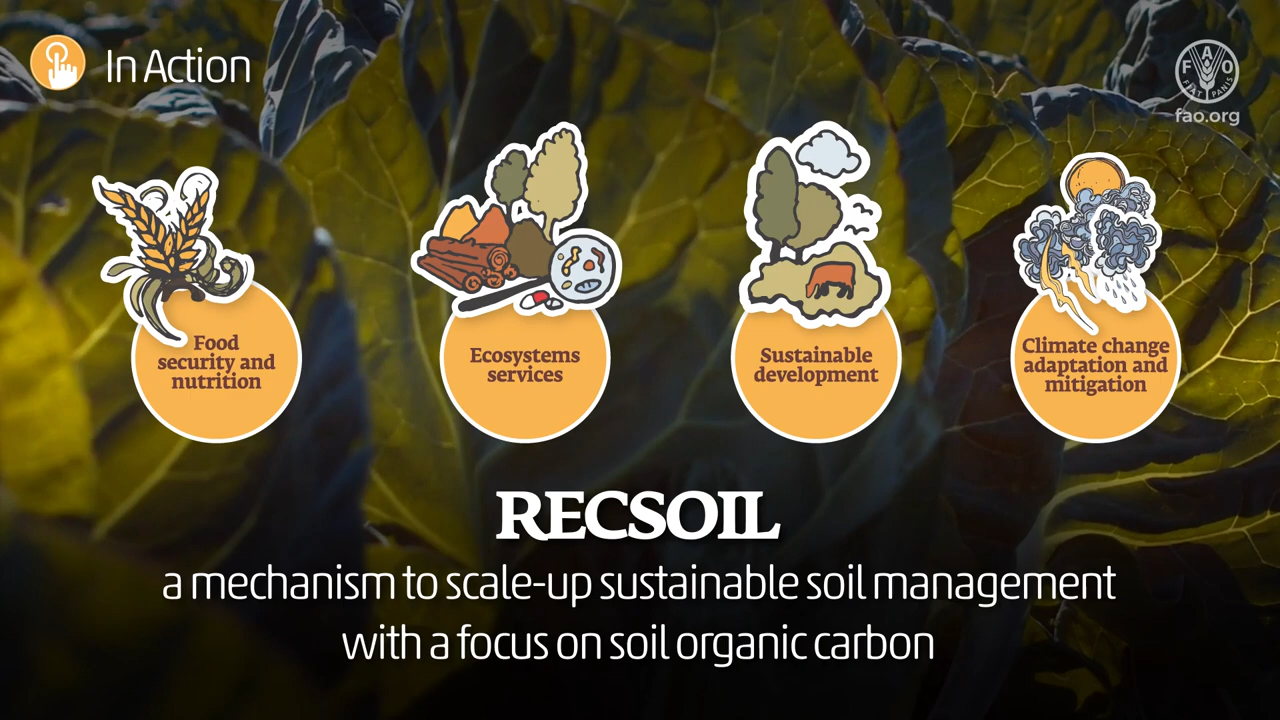 In Action
F A O
FIAT PANIS
fao.org
Food
security and
nutrition
Ecosystems
services
Sustainable
development
Climate change
adaptation and
mitigation
RECSOIL
a mechanism to scale-up sustainable soil management
with a focus on soil organic carbon